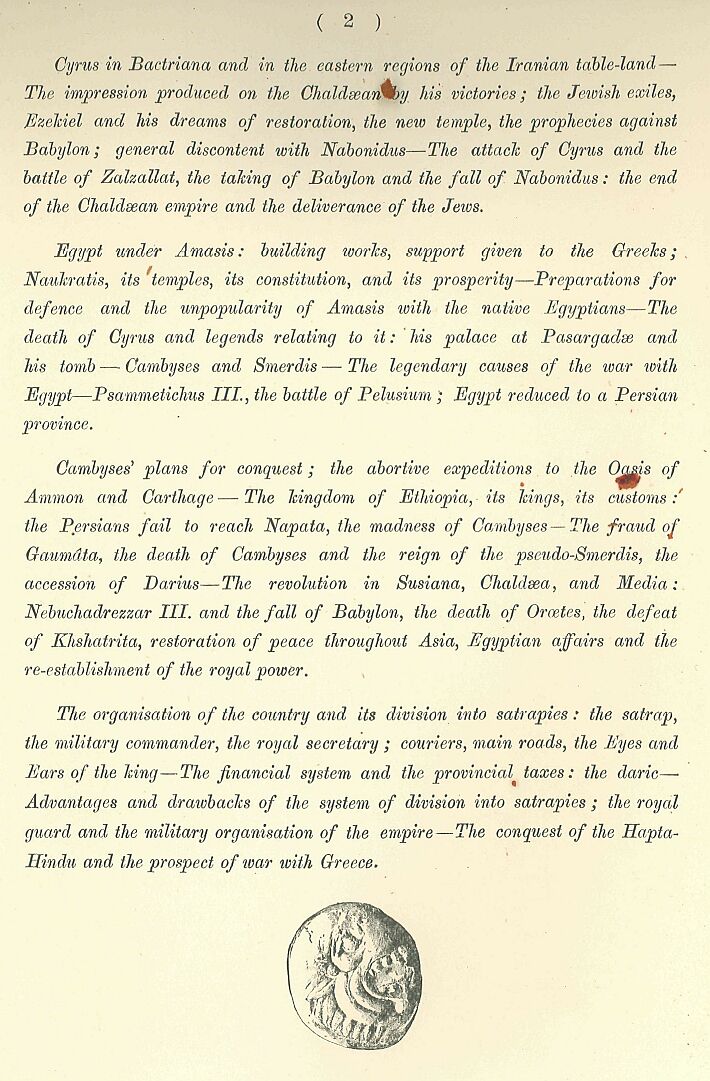 ( 2 )
Cyrus in Bactriana and in the eastern regions of the Iranian table-land—
The impression produced on the Chaldæan by his victories; the Jewish exiles,
Ezekiel and his dreams of restoration, the new temple, the prophecies against
Babylon; general discontent with Nabonidus—The attack of Cyrus and the
battle of Zalzallat, the taking of Babylon and the fall of Nabonidus: the end
of the Chaldæan empire and the deliverance of the Jews.
Egypt under Amasis: building works, support given to the Greeks;
Naukratis, its temples, its constitution, and its prosperity—Preparations for
defence and the unpopularity of Amasis with the native Egyptians—The
death of Cyrus and legends relating to it: his palace at Pasargadæ and
his tomb—Cambyses and Smerdis—The legendary causes of the war with
Egypt—Psammetichus III., the battle of Pelusium; Egypt reduced to a Persian
province.
Cambyses' plans for conquest; the abortive expeditions to the Oasis of
Ammon and Carthage—The kingdom of Ethiopia, its kings, its customs:
the Persians fail to reach Napata, the madness of Cambyses—The fraud of
Gaumâta, the death of Cambyses and the reign of the pseudo-Smerdis, the
accession of Darius—The revolution in Susiana, Chaldæa, and Media:
Nebuchadrezzar III. and the fall of Babylon, the death of Orœtes, the defeat
of Khshatrita, restoration of peace throughout Asia, Egyptian affairs and the
re-establishment of the royal power.
The organisation of the country and its division into satrapies: the satrap,
the military commander, the royal secretary; couriers, main roads, the Eyes and
Ears of the king—The financial system and the provincial taxes: the daric—
Advantages and drawbacks of the system of division into satrapies; the royal
guard and the military organisation of the empire—The conquest of the Hapta-
Hindu and the prospect of war with Greece.